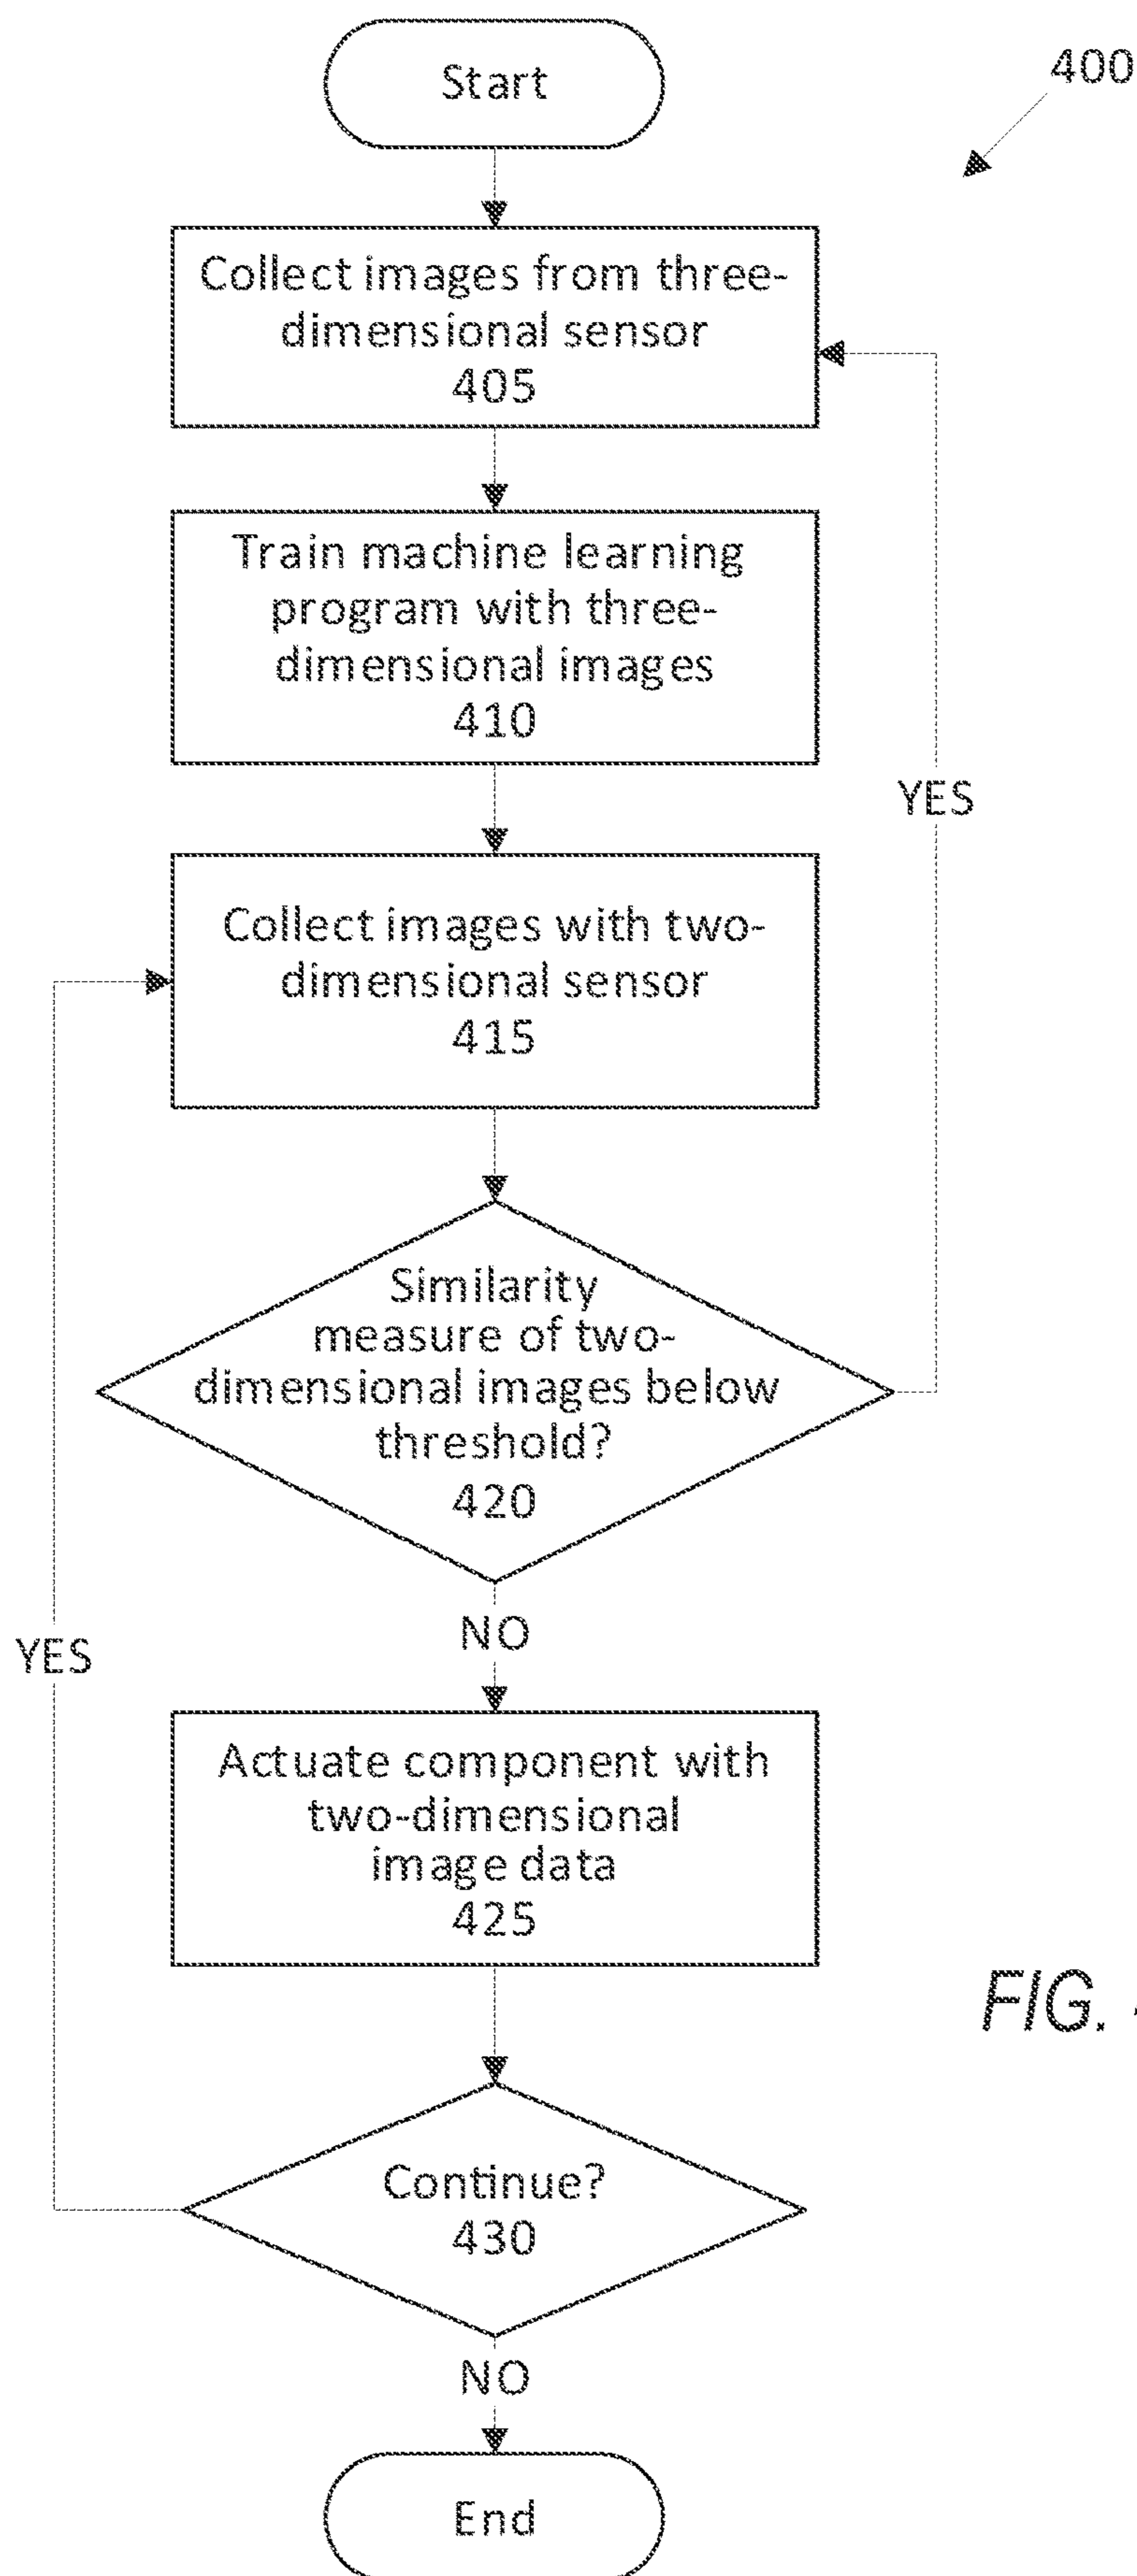 Start
400
Collect images from three-
dimensional sensor
405
Train machine learning
program with three-
dimensional images
410
YES
Collect images with two-
dimensional sensor
415
Similarity
measure of two-
dimensional images below
threshold?
420
NO
YES
Actuate component with
two-dimensional
image data
425
FIG.
Continue?
430
NO
End